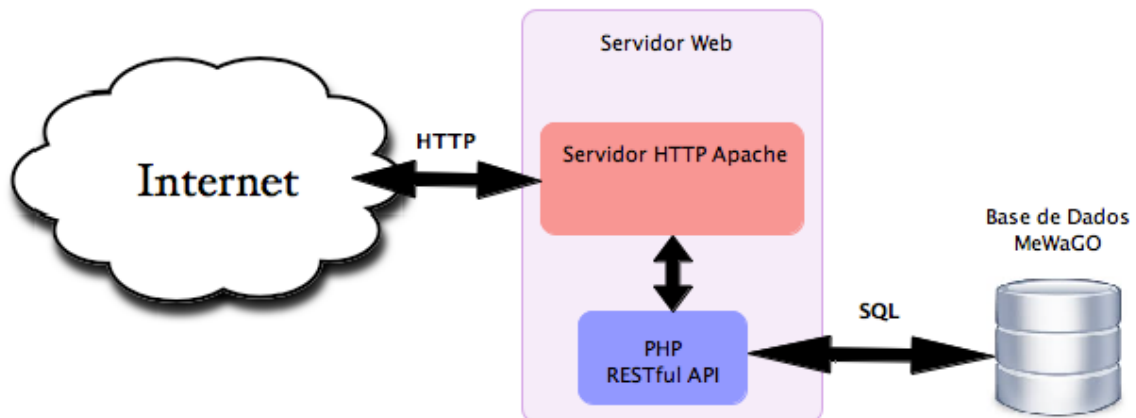 Servidor Web
HTTP
Servidor HTTP Apache
Internet
Base de Dados
MeWaGO
SQL
PHP
RESTful API